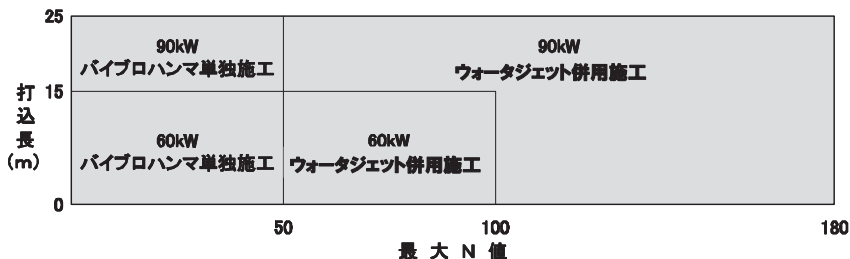 25
90kW
バイブロハンマ単独施工
90kW
ウォータジェット併用施工
15
打込長(m)
60kW
バイブロハンマ単独施工
60kW
ウォータジェット併用施工
0
50
100
180
最大N値